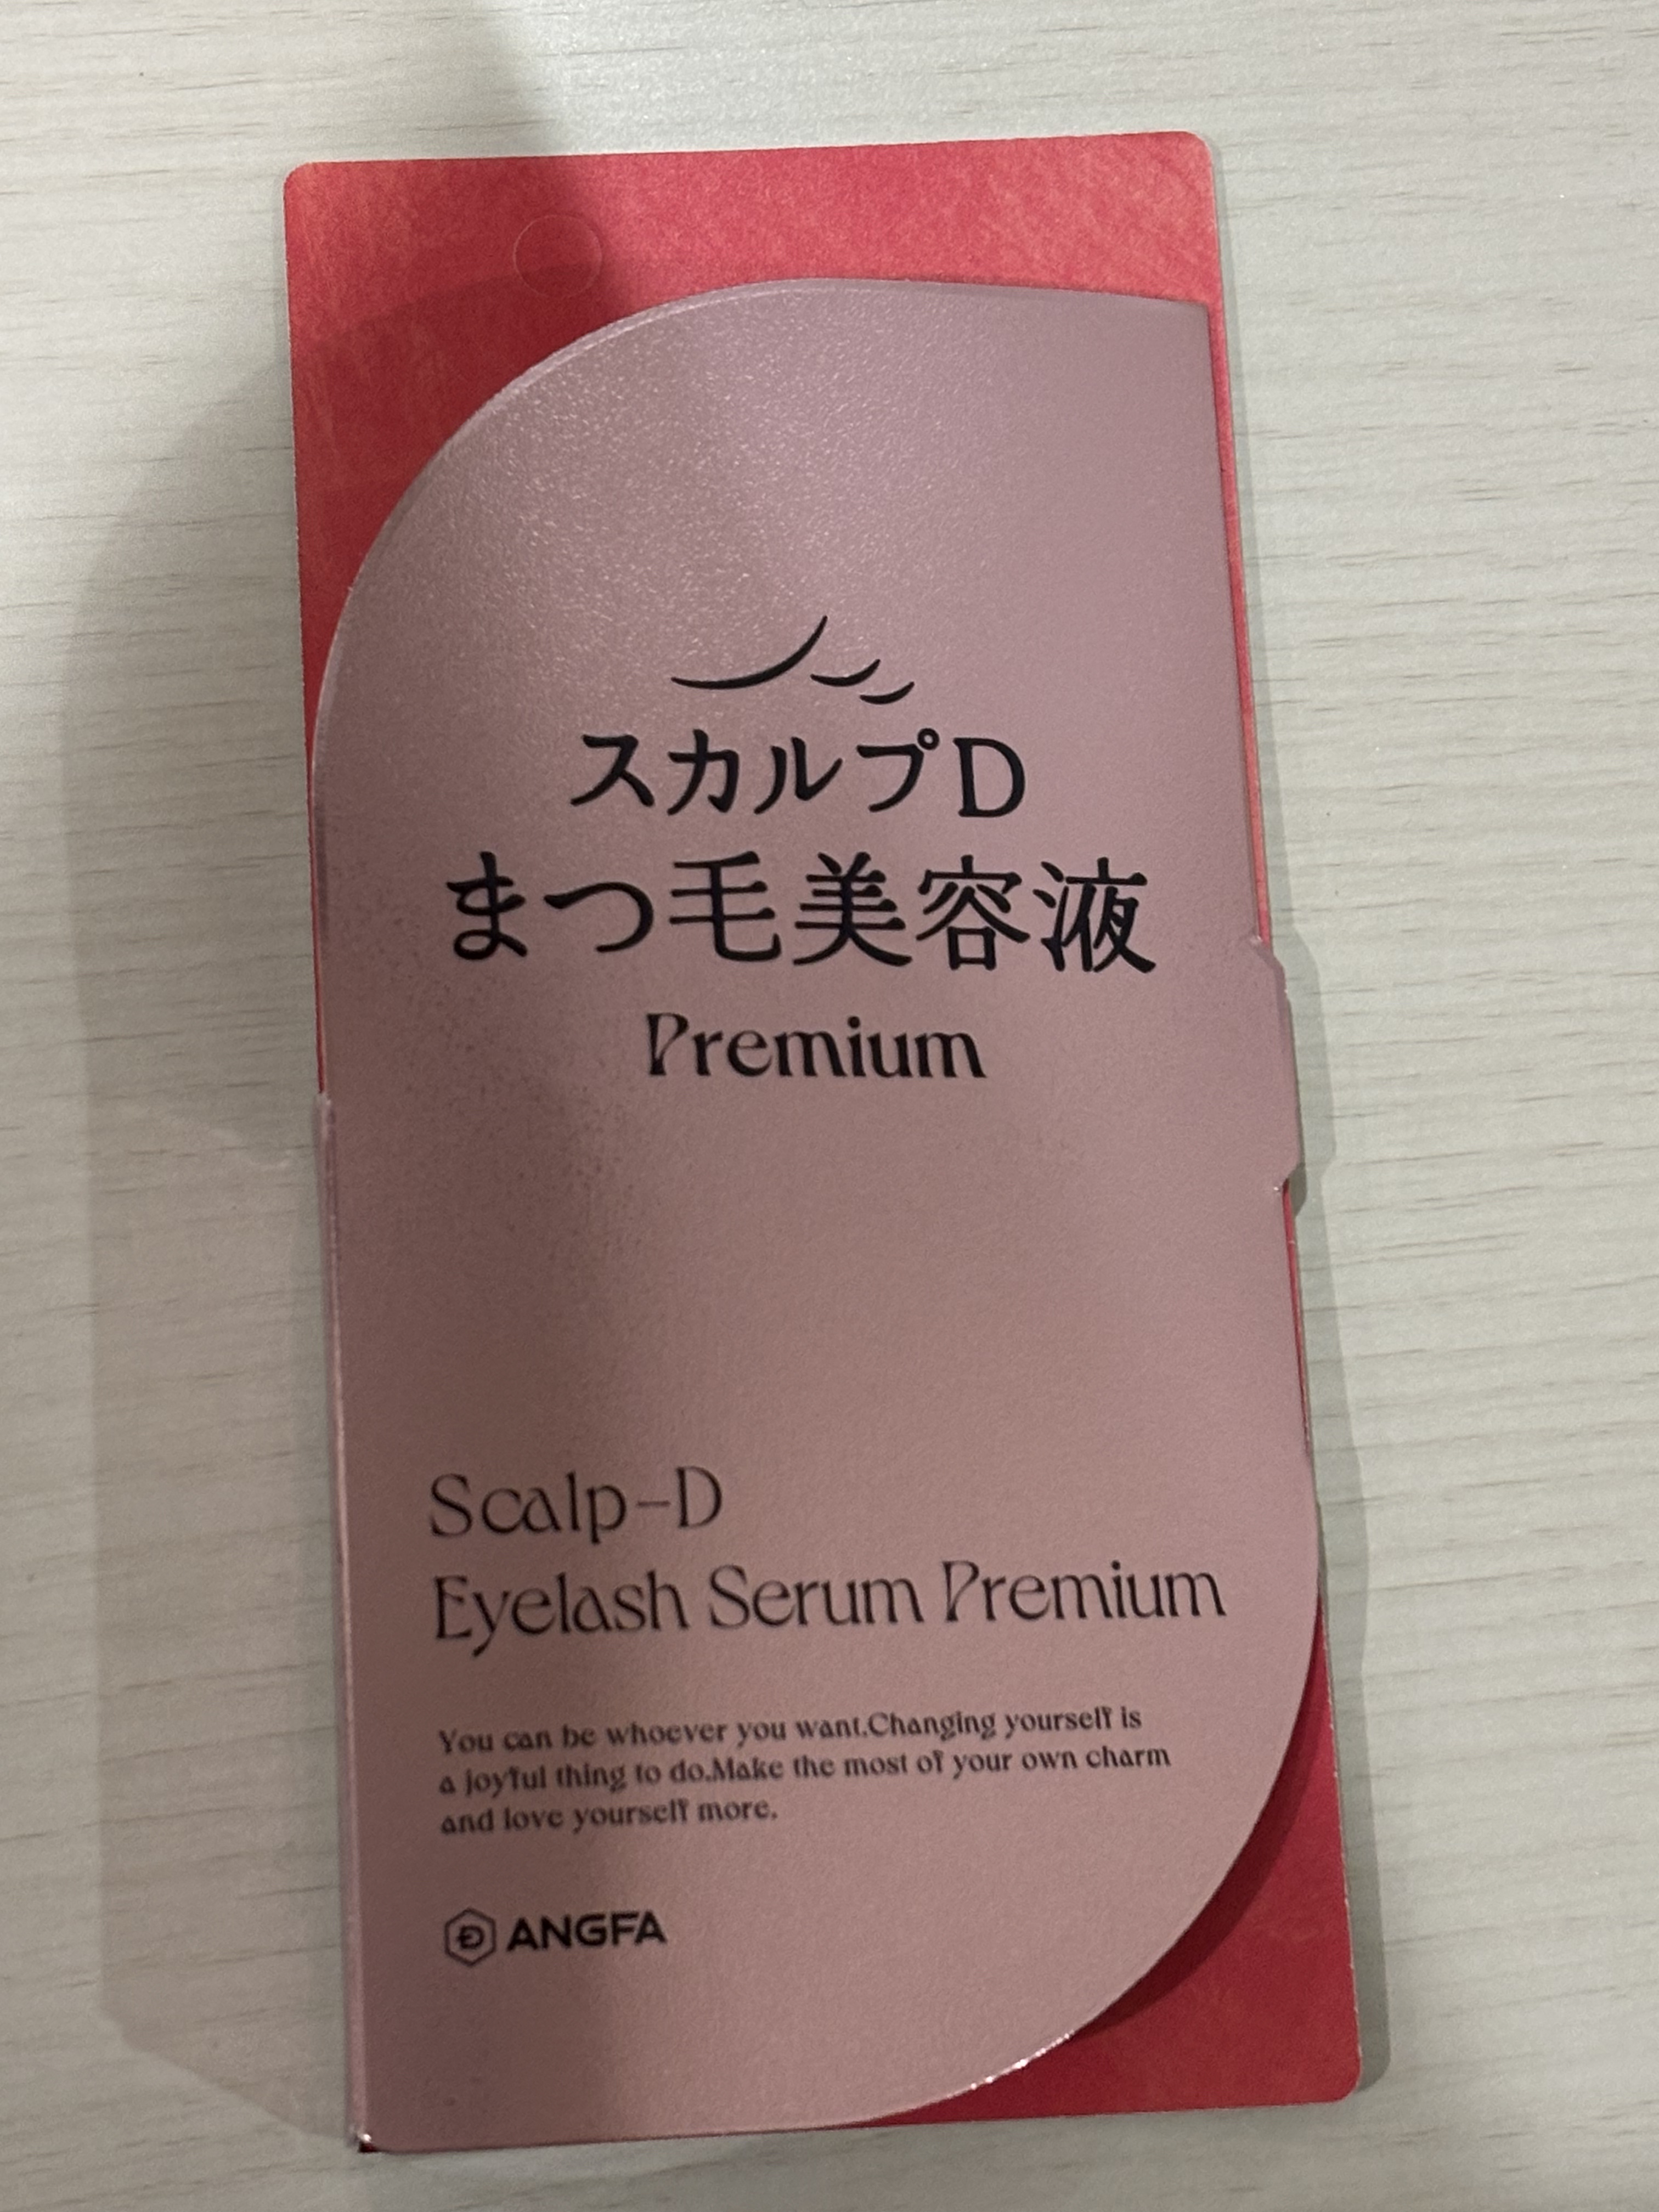 スカルプD
まつ毛美容液
Premium
Scalp-D
Eyelash Serum Premium
You can be whoever you want.Changing yourself is
a joyful thing to do.Make the most of your own charm
and love yourself more.
ANGFA